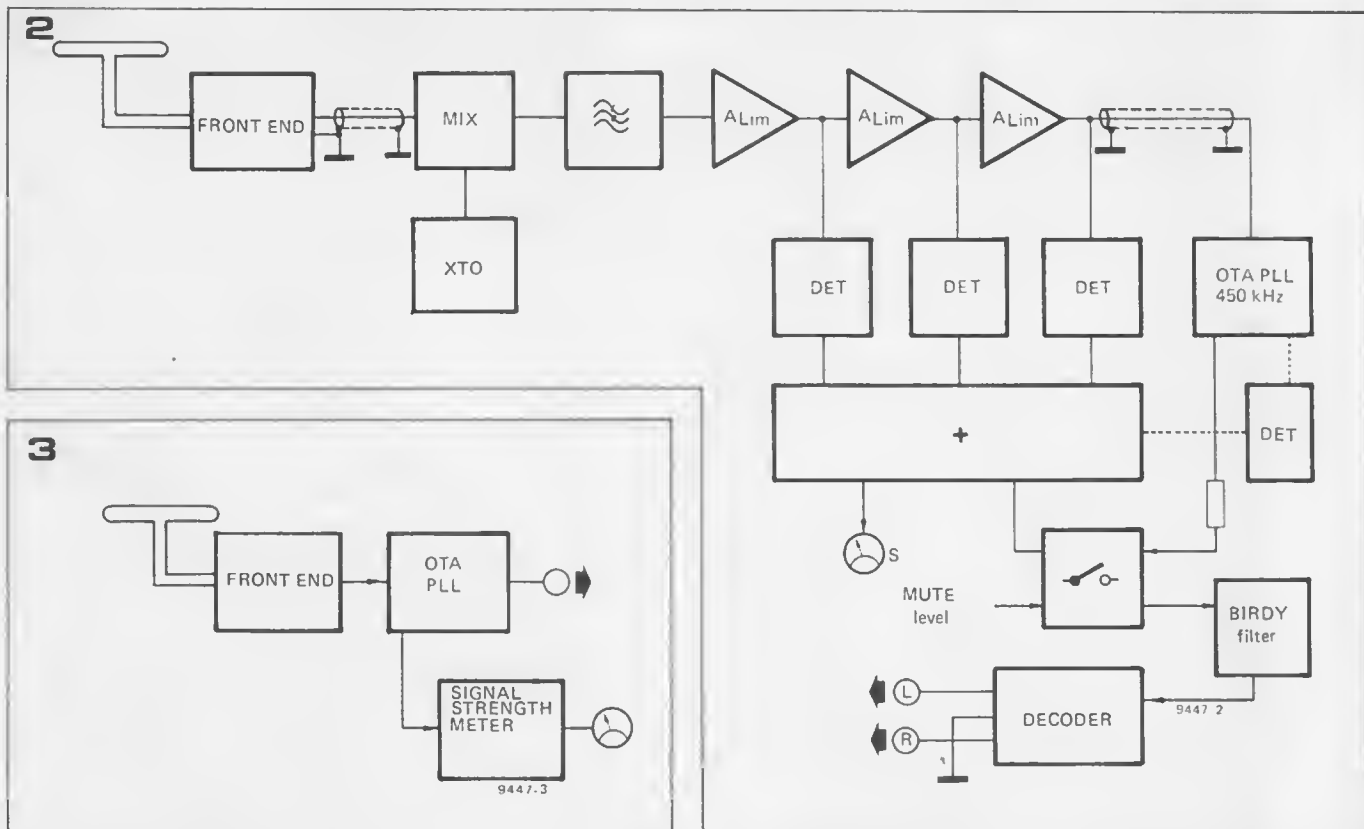 2
FRONT END
MIX
XTO
ALim
ALim
ALim
DET
DET
DET
OTA PLL
450 kHz
+
DET
S
MUTE
level
BIRDY
filter
L
R
DECODER
9447 2
3
FRONT END
OTA
PLL
SIGNAL
STRENGTH
METER
9447-3